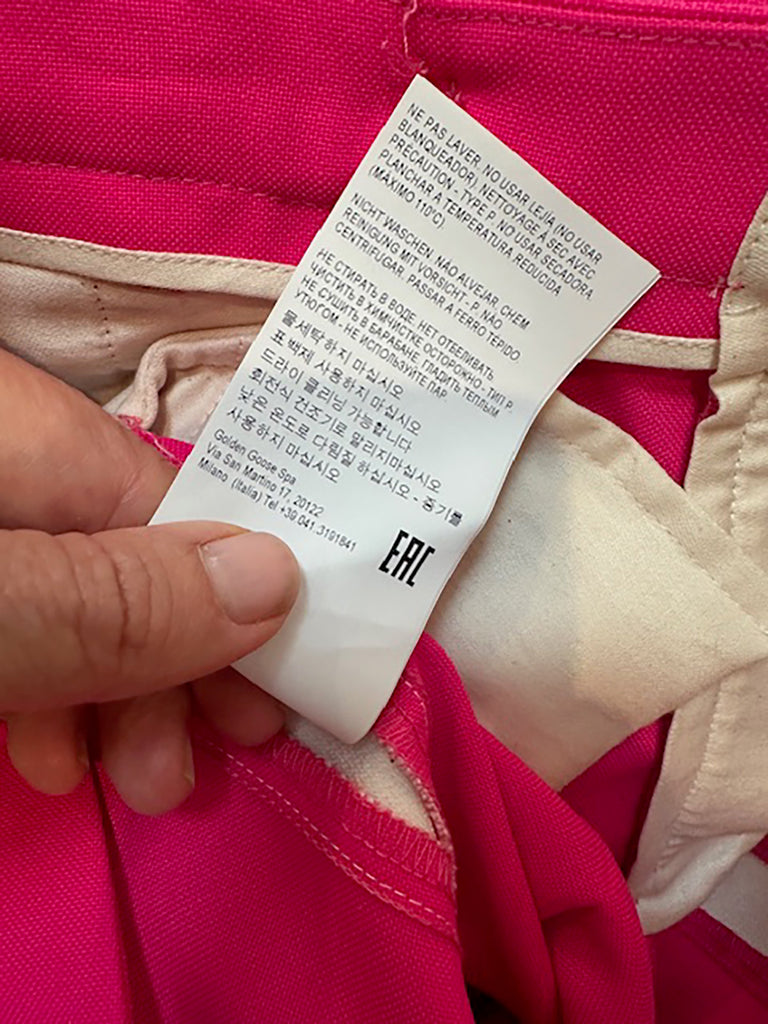 NE PAS LAVER. NO USAR LEJÍA (NO USAR
BLANQUEADOR). NETTOYAGE À SEC AVEC
PRÉCAUTION - TYPE P. NO USAR SECADORA.
PLANCHAR A TEMPERATURA REDUCIDA
(MÁXIMO 110°C).
NICHT WASCHEN. NÃO ALVEJAR. CHEM
REINIGUNG MIT VORSICHT - P. NÃO
CENTRIFUGAR. PASSAR A FERRO TEPIDO
НЕ СТИРАТЬ В ВОДЕ. НЕТ ОТБЕЛИВАТЬ.
ЧИСТИТЬ В ХИМЧИСТКЕ ОСТОРОЖНО - ТИП P.
НЕ СУШИТЬ В БАРАБАНЕ. ГЛАДИТЬ ТЕПЛЫМ
УТЮГОМ - НЕ ИСПОЛЬЗУЙТЕ ПАР.
물세탁 하지 마십시오
표 백제 사용하지 마십시오
드라이 클리닝 가능합니다
회전식 건조기로 말리지마십시오
낮은 온도로 다림질 하십시오 - 증기를
사용하지 마십시오
Golden Goose Spa
Via San Martino 17, 20122
Milano (Italia) Tel +39.041.3191841
EAC